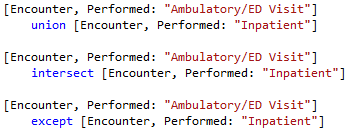 [Encounter, Performed: "Ambulatory/ED Visit"]
union [Encounter, Performed: "Inpatient"]
[Encounter, Performed: "Ambulatory/ED Visit"]
intersect [Encounter, Performed: "Inpatient"]
[Encounter, Performed: "Ambulatory/ED Visit"]
except [Encounter, Performed: "Inpatient"]